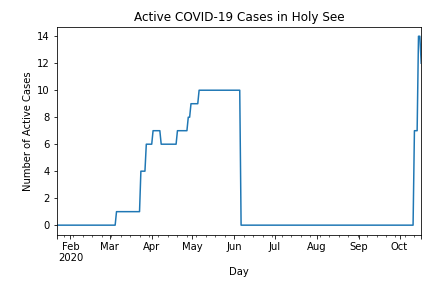 Active COVID-19 Cases in Holy See
Number of Active Cases
14
12
10
8
6
4
2
0
Feb Mar Apr May Jun Jul Aug Sep Oct
2020
Day